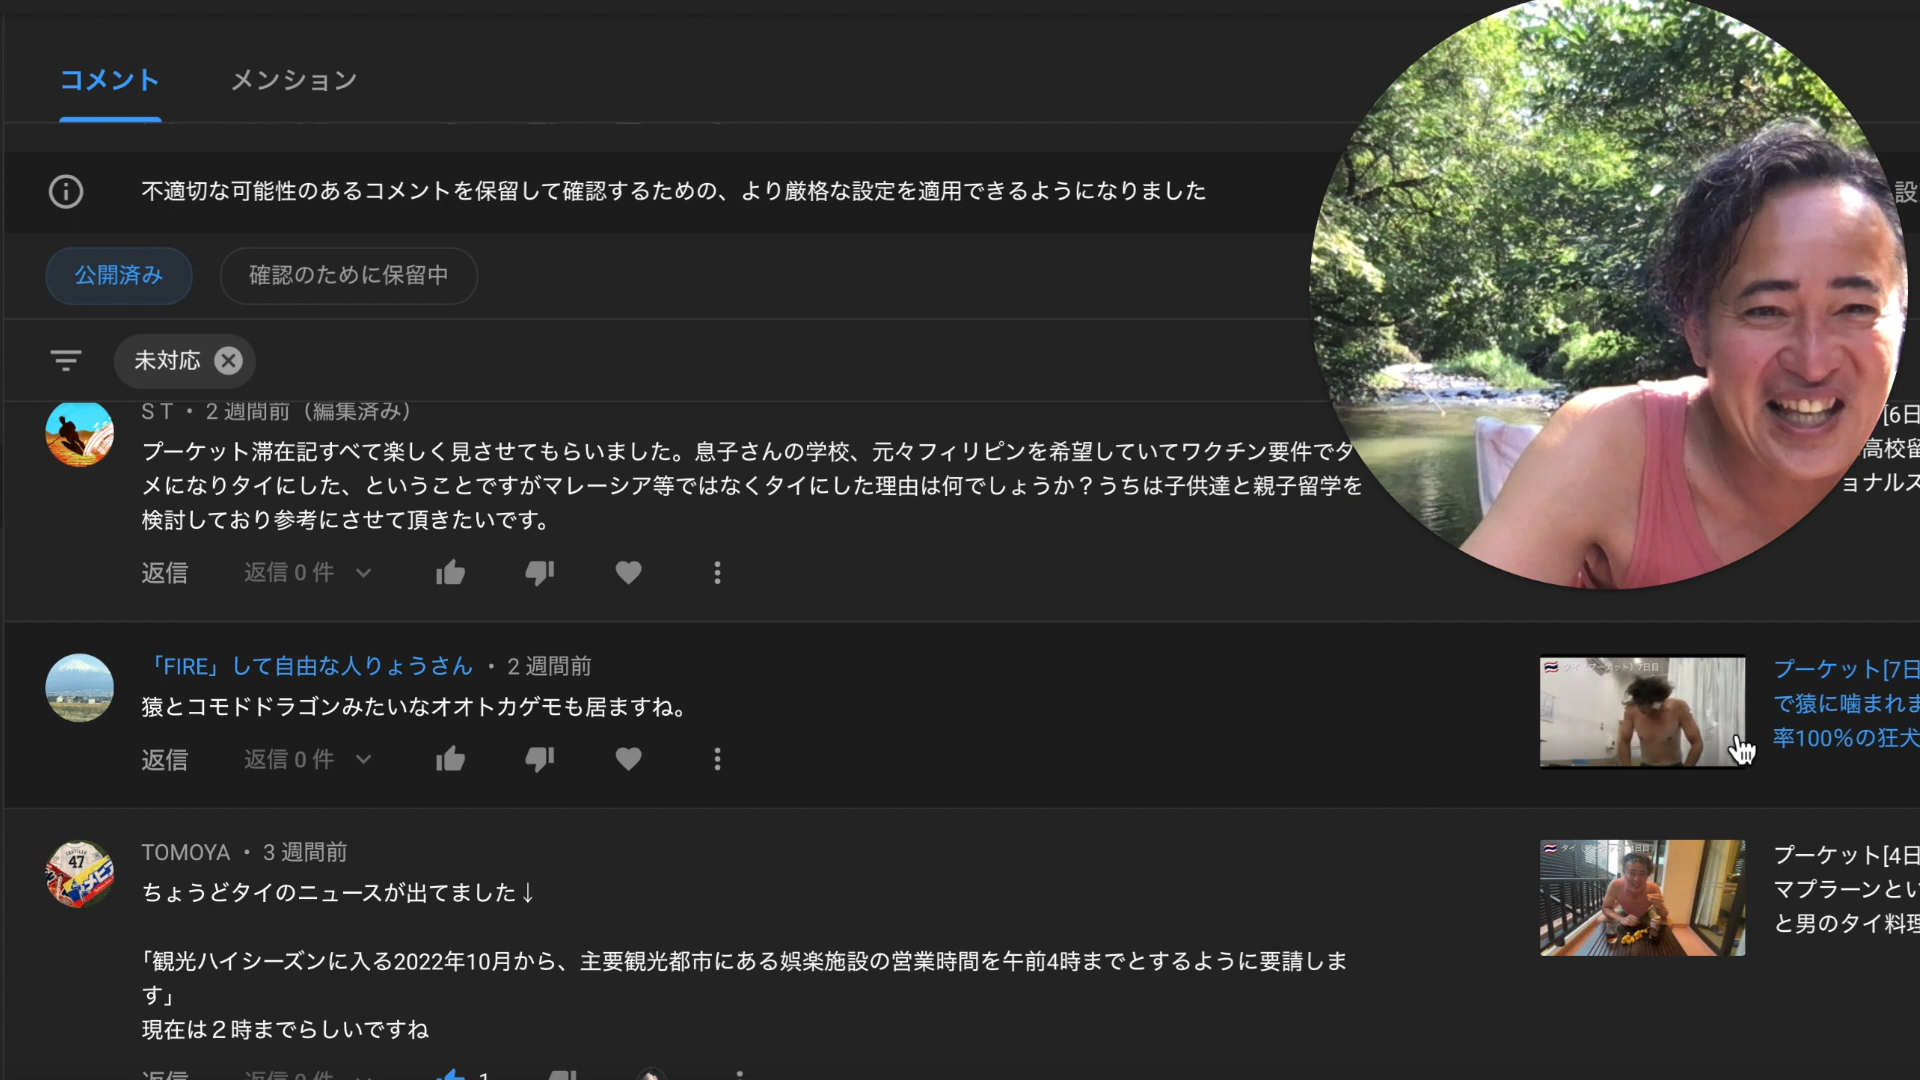 コメント
メンション
不適切な可能性のあるコメントを保留して確認するための、より厳格な設定を適用できるようになりました
設
公開済み
確認のために保留中
未対応
S T ・ 2 週間前（編集済み）
プーケット滞在記すべて楽しく見させてもらいました。息子さんの学校、元々フィリピンを希望していてワクチン要件でダ
メになりタイにした、ということですがマレーシア等ではなくタイにした理由は何でしょうか？うちは子供達と親子留学を
検討しており参考にさせて頂きたいです。
[6日
高校留
ョナルス
返信
返信 0 件
「FIRE」して自由な人りょうさん ・ 2 週間前
猿とコモドドラゴンみたいなオオトカゲモも居ますね。
返信
返信 0 件
プーケット[7日
で猿に噛まれま
率100%の狂犬
TOMOYA ・ 3 週間前
ちょうどタイのニュースが出てました↓
「観光ハイシーズンに入る2022年10月から、主要観光都市にある娯楽施設の営業時間を午前4時までとするように要請しま
す」
現在は２時までらしいですね
プーケット[4日
マプラーンとい
と男のタイ料理
返信
返信 0 件
1